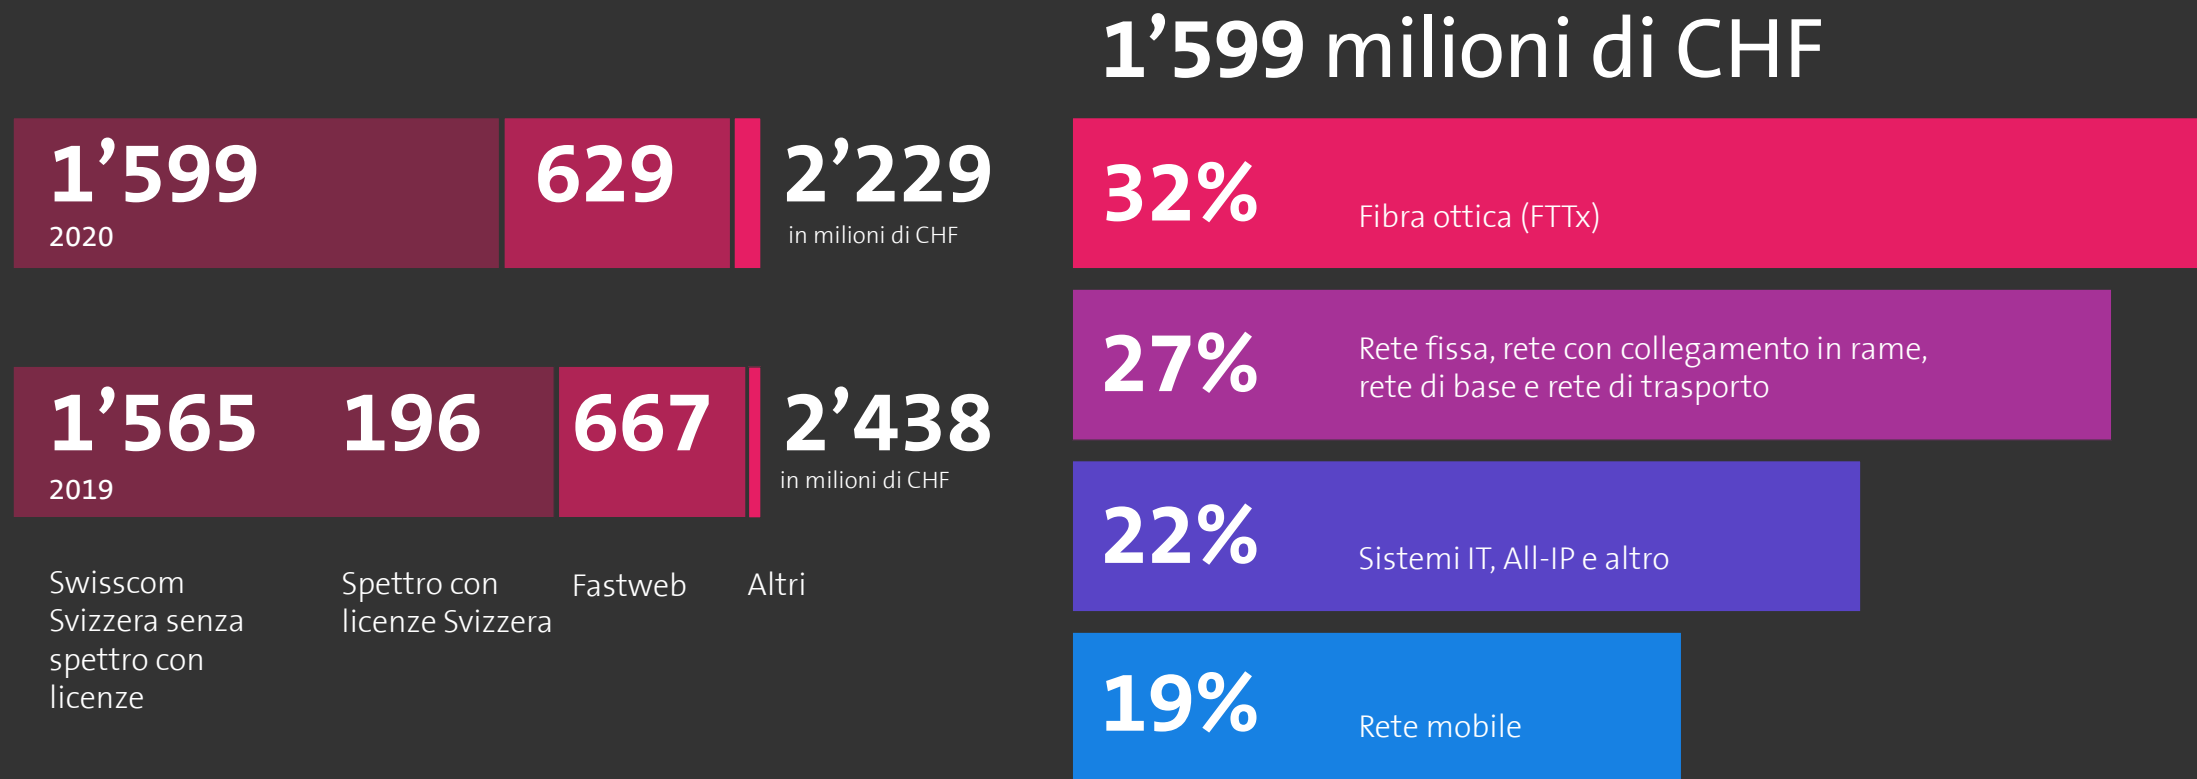 1’599 629 2’229
2020 in milioni di CHF
1’565 196 667 2’438
2019 in milioni di CHF
Swisscom
Svizzera senza
spettro con
licenze
Spettro con
licenze Svizzera
Fastweb
Altri
1’599 milioni di CHF
32% Fibra ottica (FTTx)
27% Rete fissa, rete con collegamento in rame,
rete di base e rete di trasporto
22% Sistemi IT, All-IP e altro
19% Rete mobile